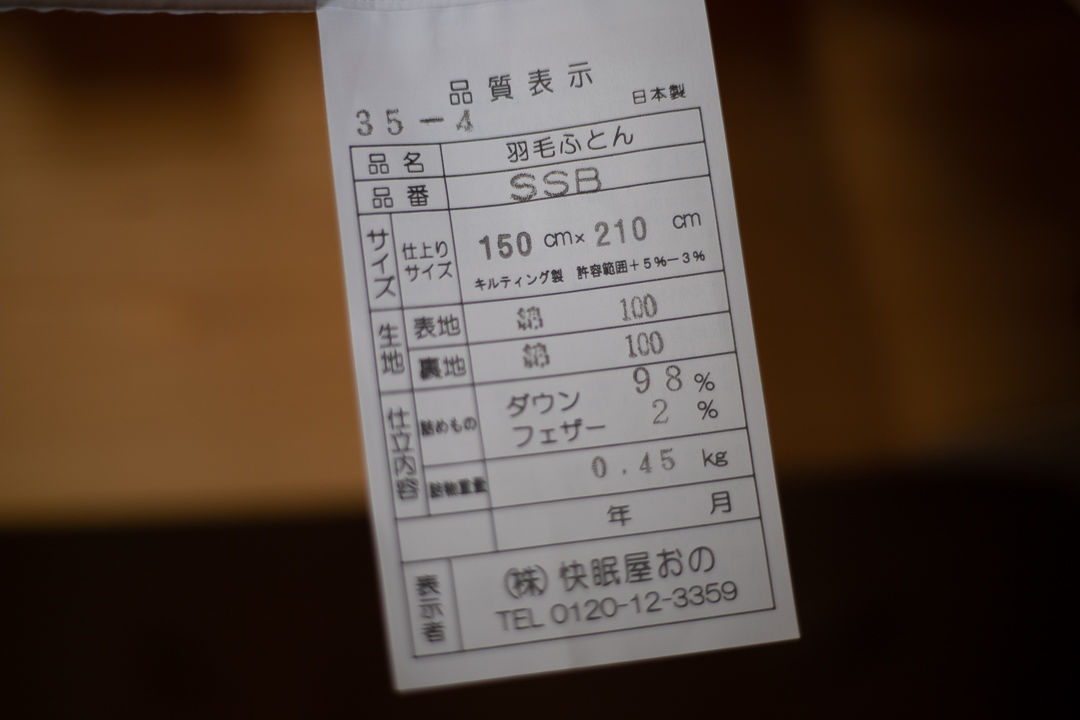 品質表示
日本製
35-4
品名 羽毛ふとん
品番 SSB
サイズ 仕上りサイズ 150 cm× 210 cm
キルティング製 許容範囲+5%-3%
生地 表地 綿 100
裏地 綿 100
仕立内容 詰めもの ダウン 98%
フェザー 2%
詰物重量 0.45 kg
年 月
表示者 (株)快眠屋おの
TEL 0120-12-3359